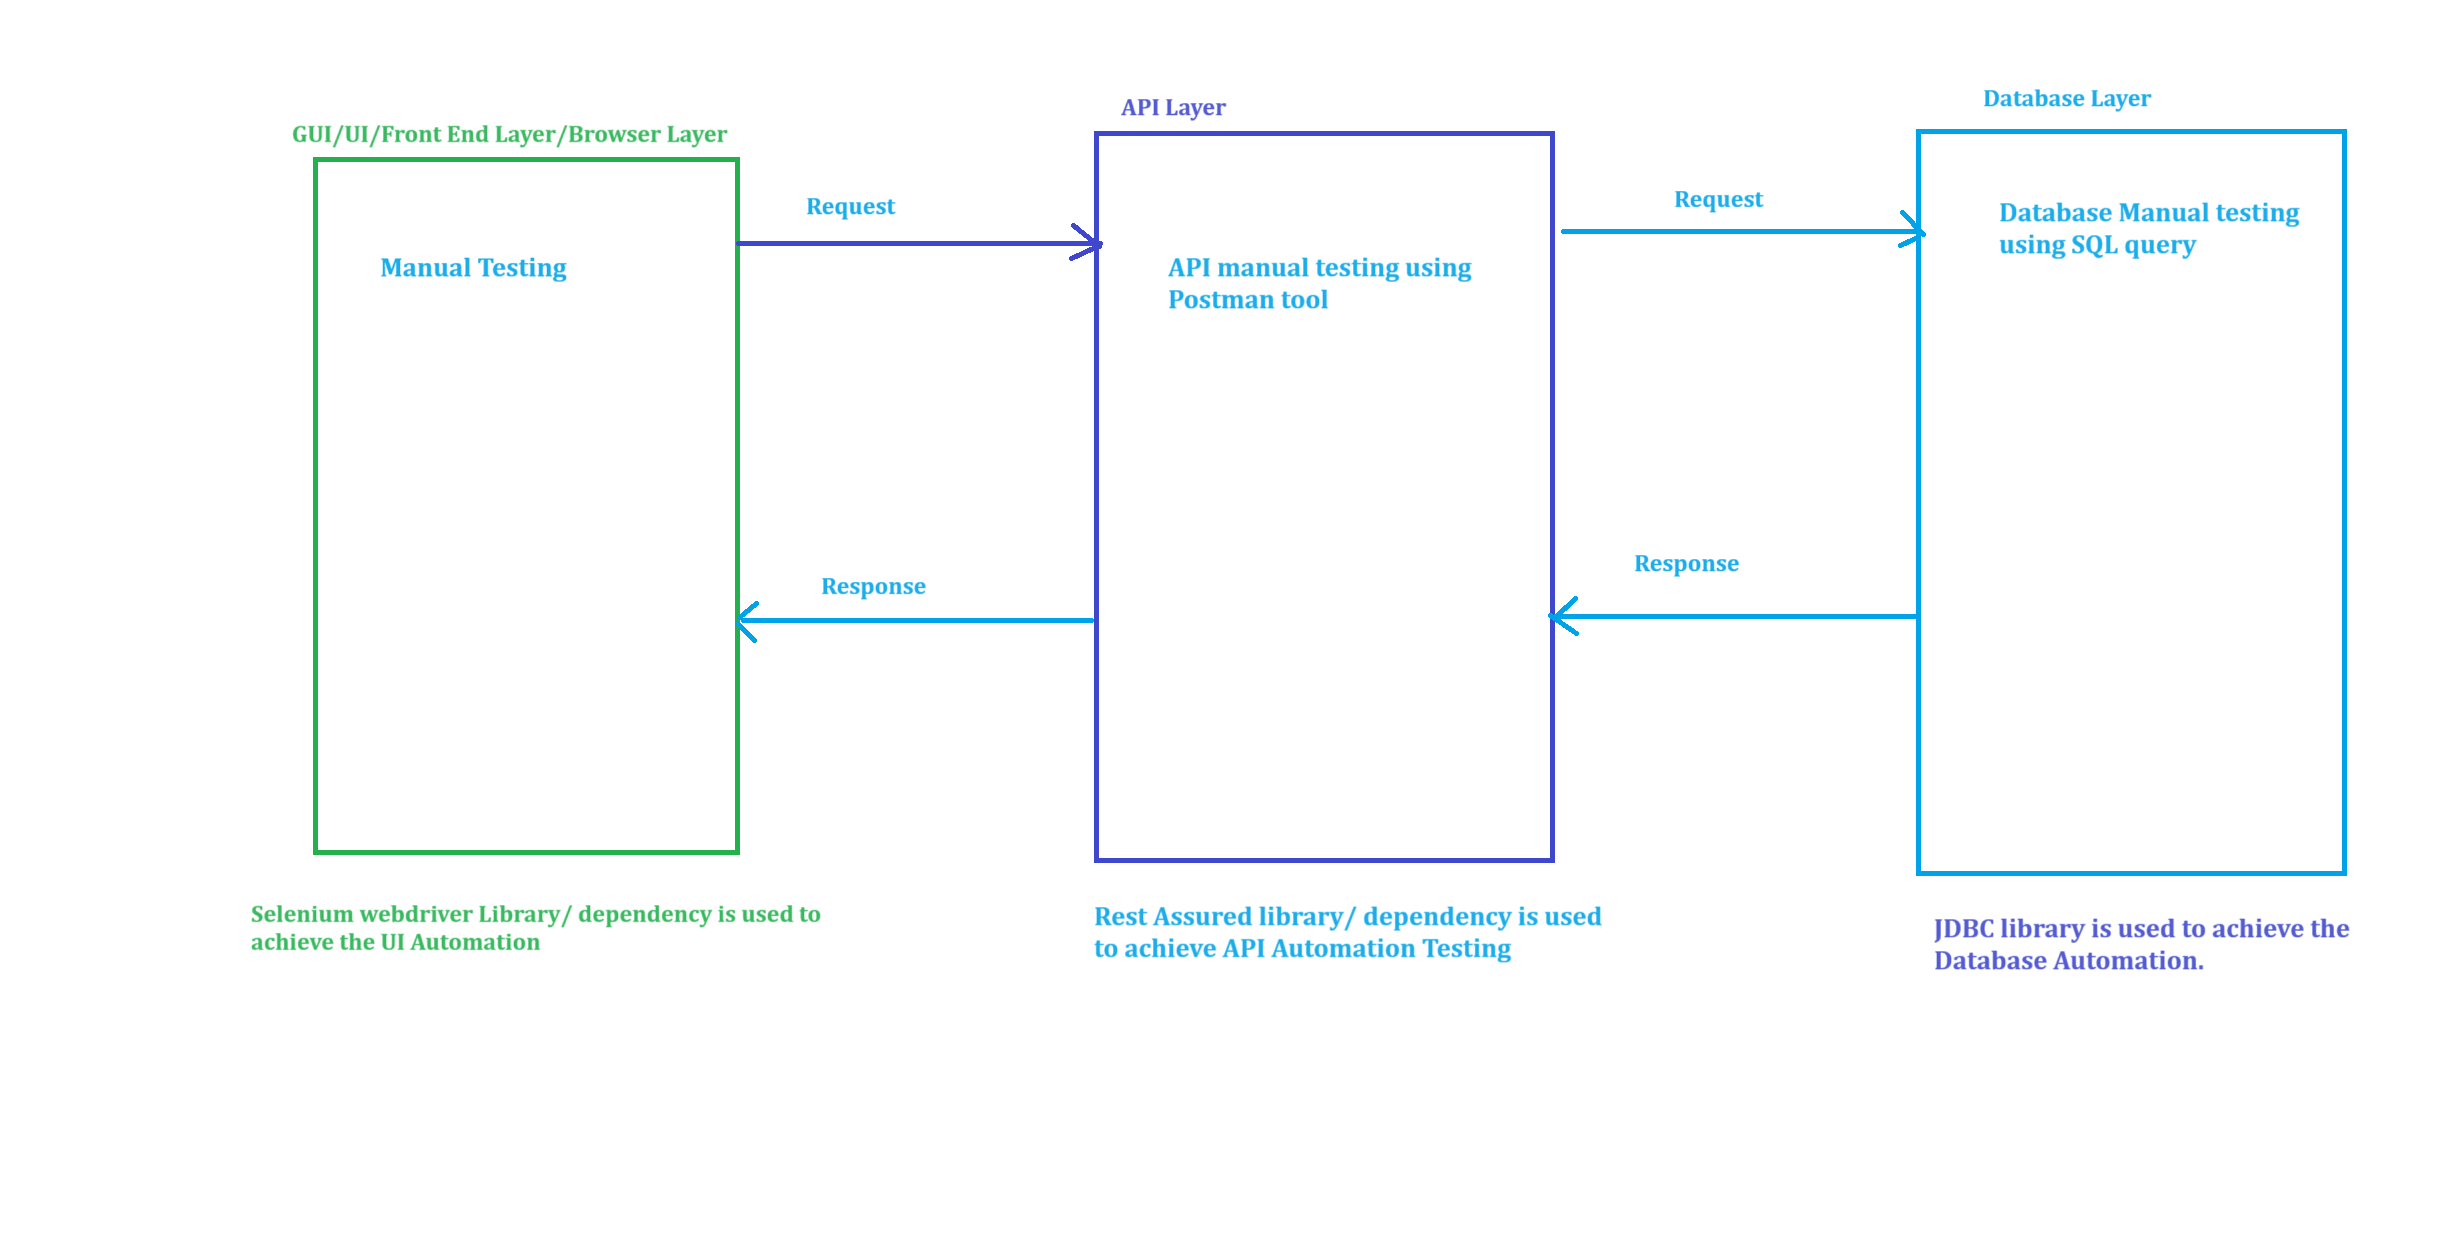 GUI/UI/Front End Layer/Browser Layer
Manual Testing
Selenium webdriver Library/ dependency is used to
achieve the UI Automation
Request
Response
API Layer
API manual testing using
Postman tool
Rest Assured library/ dependency is used
to achieve API Automation Testing
Request
Response
Database Layer
Database Manual testing
using SQL query
JDBC library is used to achieve the
Database Automation.